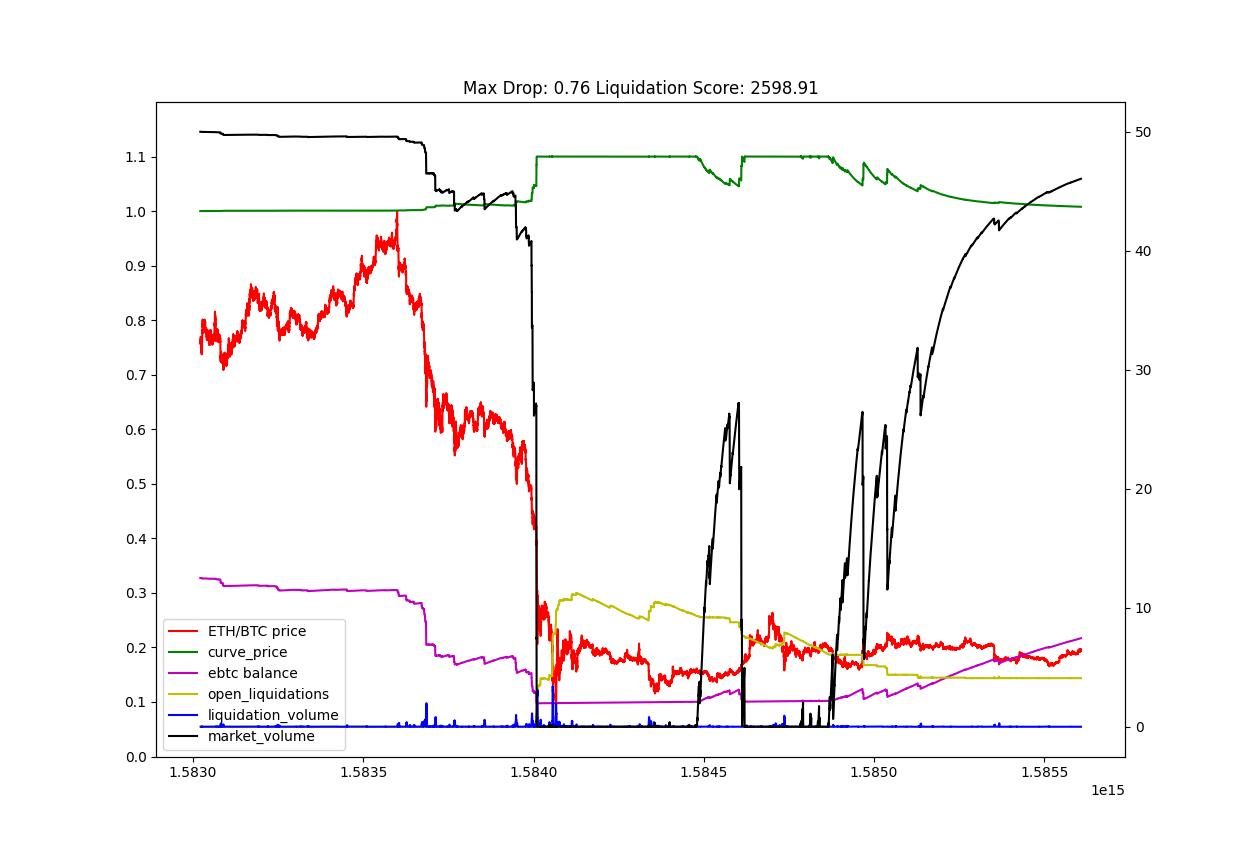 Max Drop: 0.76 Liquidation Score: 2598.91
1.1
1.0
0.9
0.8
0.7
0.6
0.5
0.4
0.3
0.2
0.1
0.0
50
40
30
20
10
0
ETH/BTC price
curve_price
ebtc balance
open_liquidations
liquidation_volume
market_volume
1.5830 1.5835 1.5840 1.5845 1.5850 1.5855
1e15